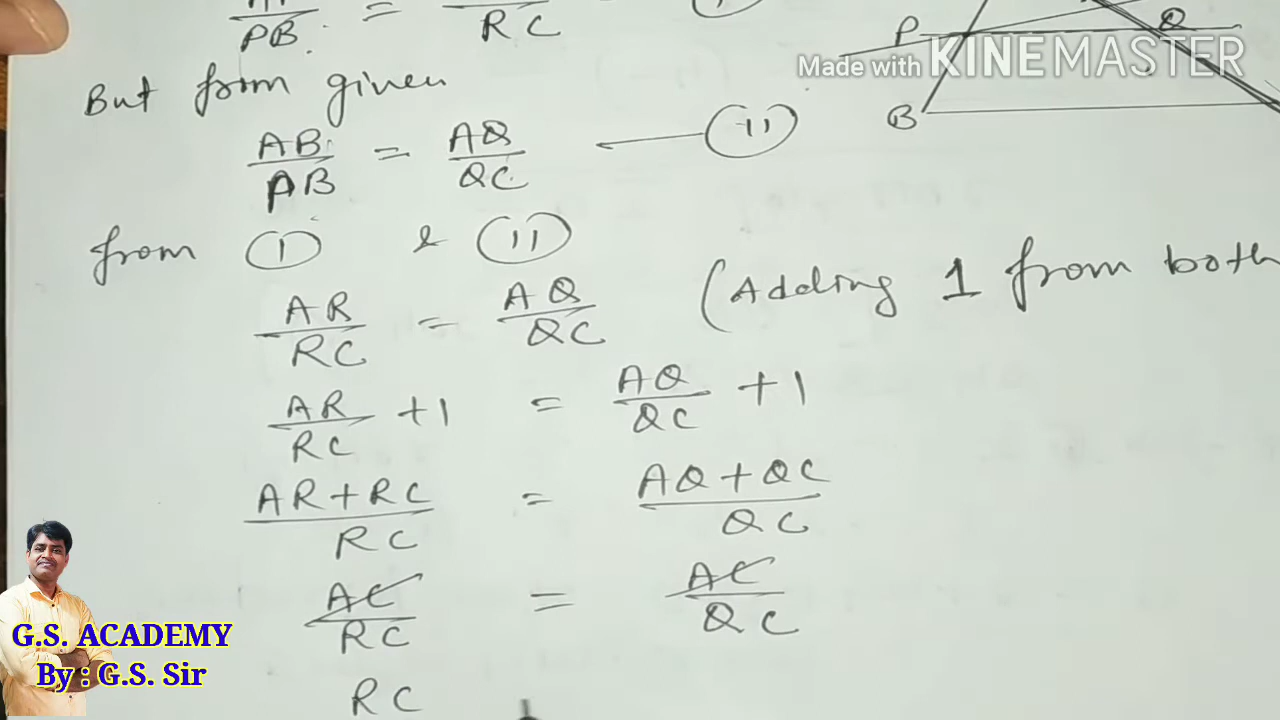 PB = RC
But from given
AB/AB = AQ/QC — (II)
from (I) & (II)
AR/RC = AQ/QC (Adding 1 from both
AR/RC + 1 = AQ/QC + 1
AR+RC/RC = AQ+QC/QC
AC/RC = AC/QC
RC
P
Q
B
Made with KINEMASTER
G.S. ACADEMY
By : G.S. Sir